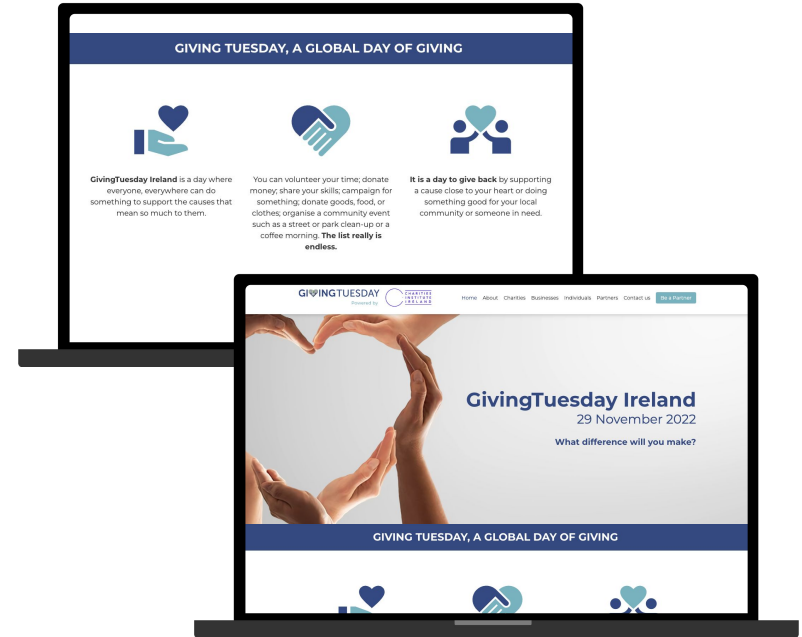 GIVING TUESDAY, A GLOBAL DAY OF GIVING
GivingTuesday Ireland is a day where
everyone, everywhere can do
something to support the causes that
mean so much to them.
You can volunteer your time; donate
money; share your skills; campaign for
something; donate goods, food, or
clothes; organise a community event
such as a street or park clean-up or a
coffee morning. The list really is
endless.
It is a day to give back by supporting
a cause close to your heart or doing
something good for your local
community or someone in need.
GIVINGTUESDAY
Powered by
CHARITIES
INSTITUTE
IRELAND
Home About Charities Businesses Individuals Partners Contact us Be a Partner
GivingTuesday Ireland
29 November 2022
What difference will you make?
GIVING TUESDAY, A GLOBAL DAY OF GIVING